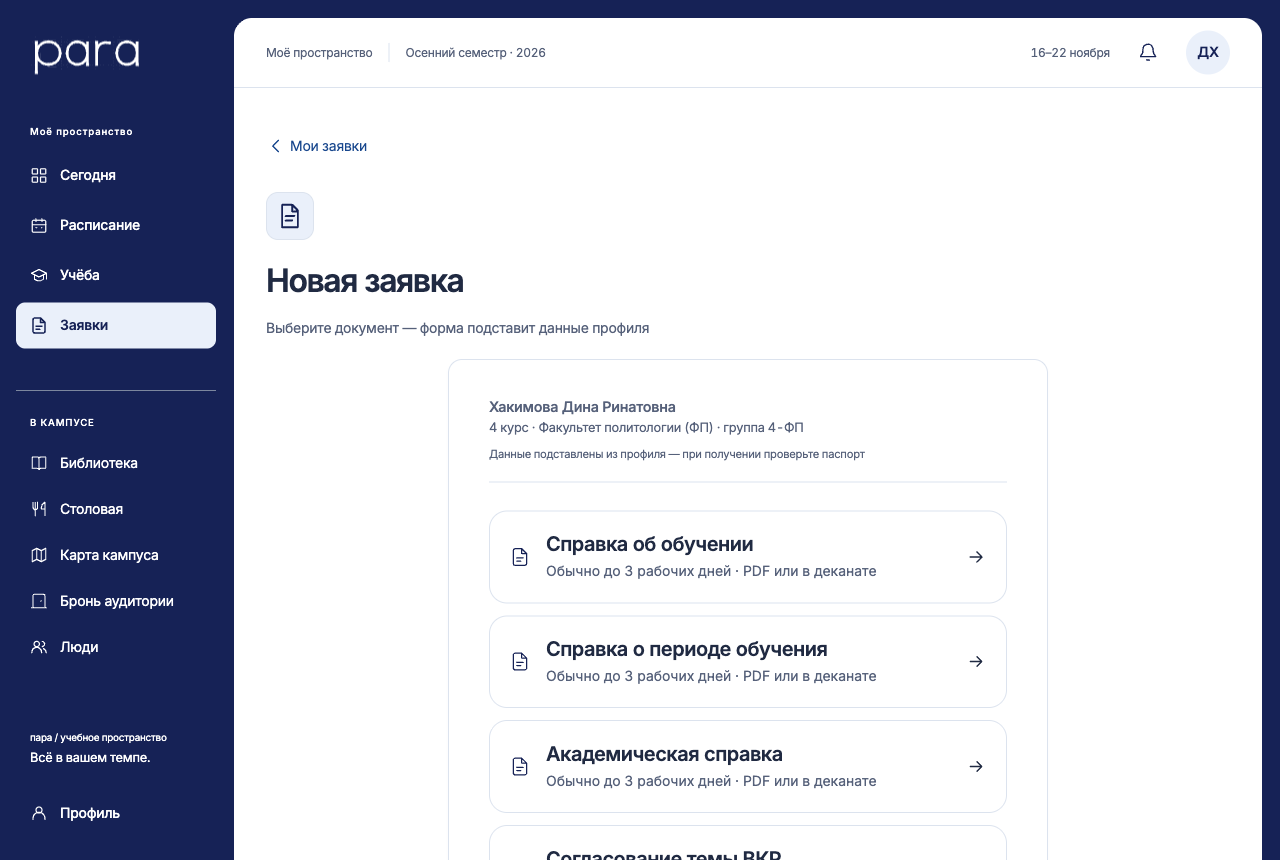 para
Моё пространство
Сегодня
Расписание
Учёба
Заявки
В КАМПУСЕ
Библиотека
Столовая
Карта кампуса
Бронь аудитории
Люди
пара / учебное пространство
Всё в вашем темпе.
Профиль
Моё пространство
Осенний семестр · 2026
16–22 ноября
ДХ
Мои заявки
Новая заявка
Выберите документ — форма подставит данные профиля
Хакимова Дина Ринатовна
4 курс · Факультет политологии (ФП) · группа 4-ФП
Данные подставлены из профиля — при получении проверьте паспорт
Справка об обучении
Обычно до 3 рабочих дней · PDF или в деканате
Справка о периоде обучения
Обычно до 3 рабочих дней · PDF или в деканате
Академическая справка
Обычно до 3 рабочих дней · PDF или в деканате
Согласование темы ВКР